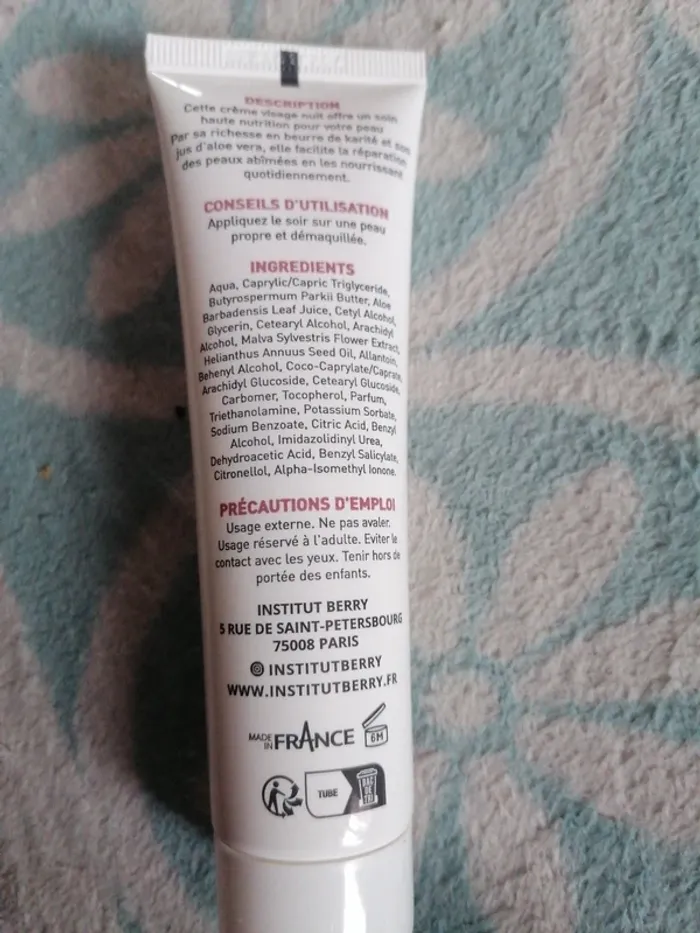 DESCRIPTION
Cette crème visage nuit offre un soin
haute nutrition pour votre peau
Par sa richesse en beurre de karité et son
jus d'aloe vera, elle facilite la réparation
des peaux abîmées en les nourrissant
quotidiennement.
CONSEILS D'UTILISATION
Appliquez le soir sur une peau
propre et démaquillée.
INGREDIENTS
Aqua, Caprylic/Capric Triglyceride,
Butyrospermum Parkii Butter, Aloe
Barbadensis Leaf Juice, Cetyl Alcohol,
Glycerin, Cetearyl Alcohol, Arachidyl
Alcohol, Malva Sylvestris Flower Extract,
Helianthus Annuus Seed Oil, Allantoin,
Behenyl Alcohol, Coco-Caprylate/Caprate,
Arachidyl Glucoside, Cetearyl Glucoside,
Carbomer, Tocopherol, Parfum,
Triethanolamine, Potassium Sorbate,
Sodium Benzoate, Citric Acid, Benzyl
Alcohol, Imidazolidinyl Urea,
Dehydroacetic Acid, Benzyl Salicylate,
Citronellol, Alpha-Isomethyl Ionone.
PRÉCAUTIONS D'EMPLOI
Usage externe. Ne pas avaler.
Usage réservé à l'adulte. Eviter le
contact avec les yeux. Tenir hors de
portée des enfants.
INSTITUT BERRY
5 RUE DE SAINT-PETERSBOURG
75008 PARIS
INSTITUTBERRY
WWW.INSTITUTBERRY.FR
MADE IN FRANCE
6M
TUBE
BAC DE TRI